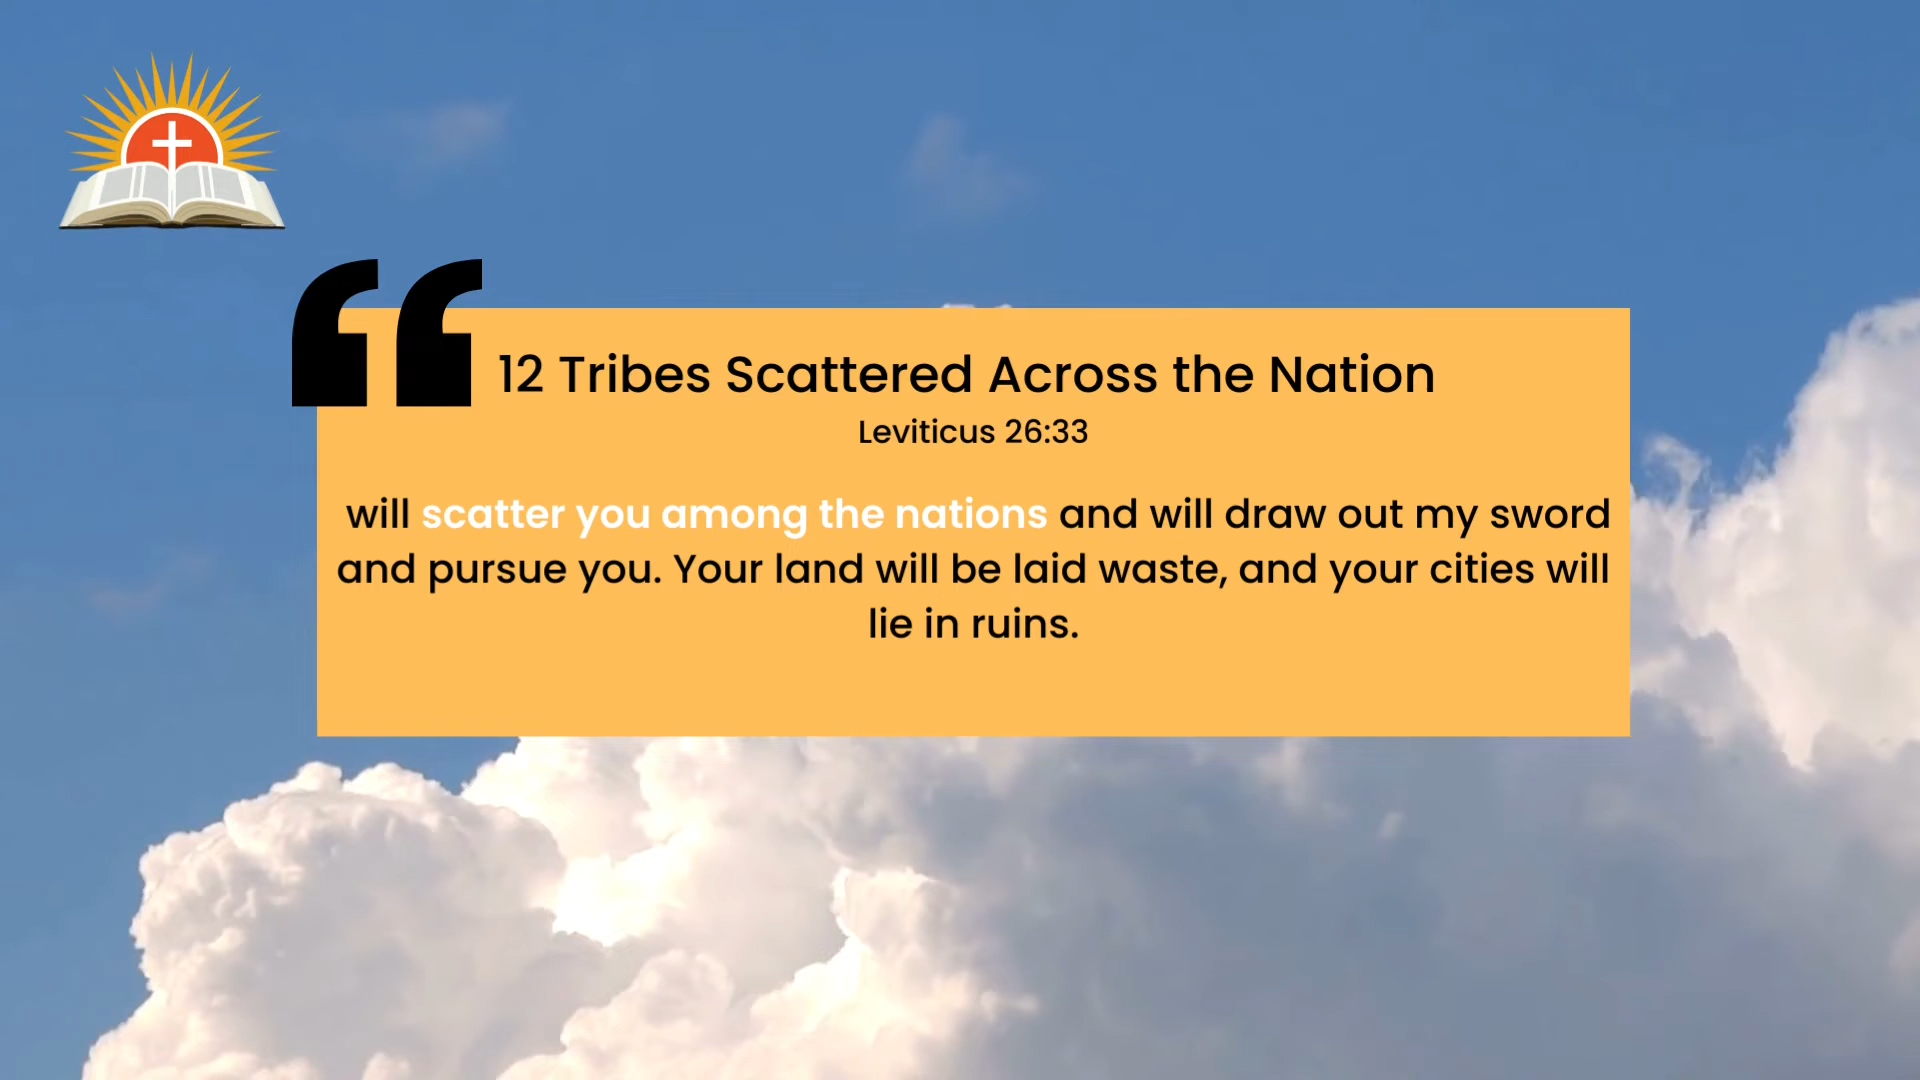 12 Tribes Scattered Across the Nation
Leviticus 26:33
will scatter you among the nations and will draw out my sword
and pursue you. Your land will be laid waste, and your cities will
lie in ruins.